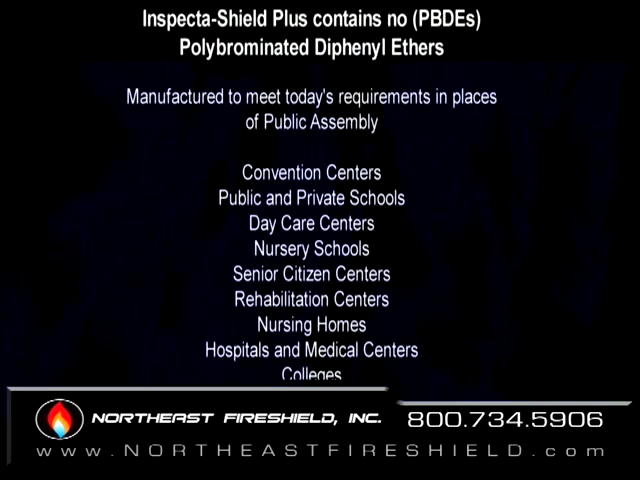 Inspecta-Shield Plus contains no (PBDEs)
Polybrominated Diphenyl Ethers
Manufactured to meet today's requirements in places
of Public Assembly
Convention Centers
Public and Private Schools
Day Care Centers
Nursery Schools
Senior Citizen Centers
Rehabilitation Centers
Nursing Homes
Hospitals and Medical Centers
Colleges
NORTHEAST FIRESHIELD, INC. 800.734.5906
www.NORTHEASTFIRESHIELD.com